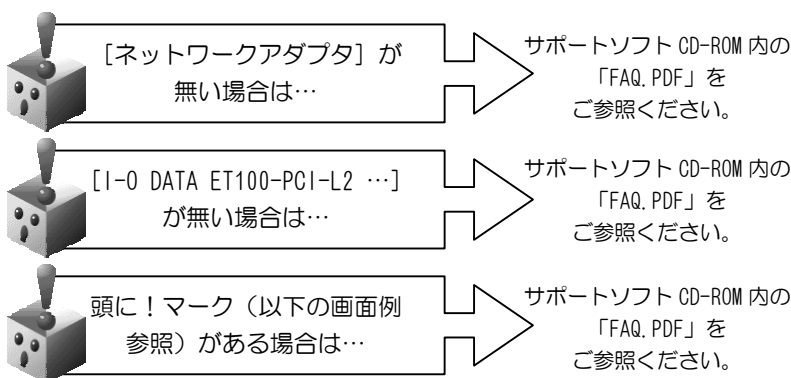 [ネットワークアダプタ] が
無い場合は…
サポートソフト CD-ROM 内の
「FAQ.PDF」を
ご参照ください。
[I-O DATA ET100-PCI-L2 …]
が無い場合は…
サポートソフト CD-ROM 内の
「FAQ.PDF」を
ご参照ください。
頭に！マーク（以下の画面例
参照）がある場合は…
サポートソフト CD-ROM 内の
「FAQ.PDF」を
ご参照ください。